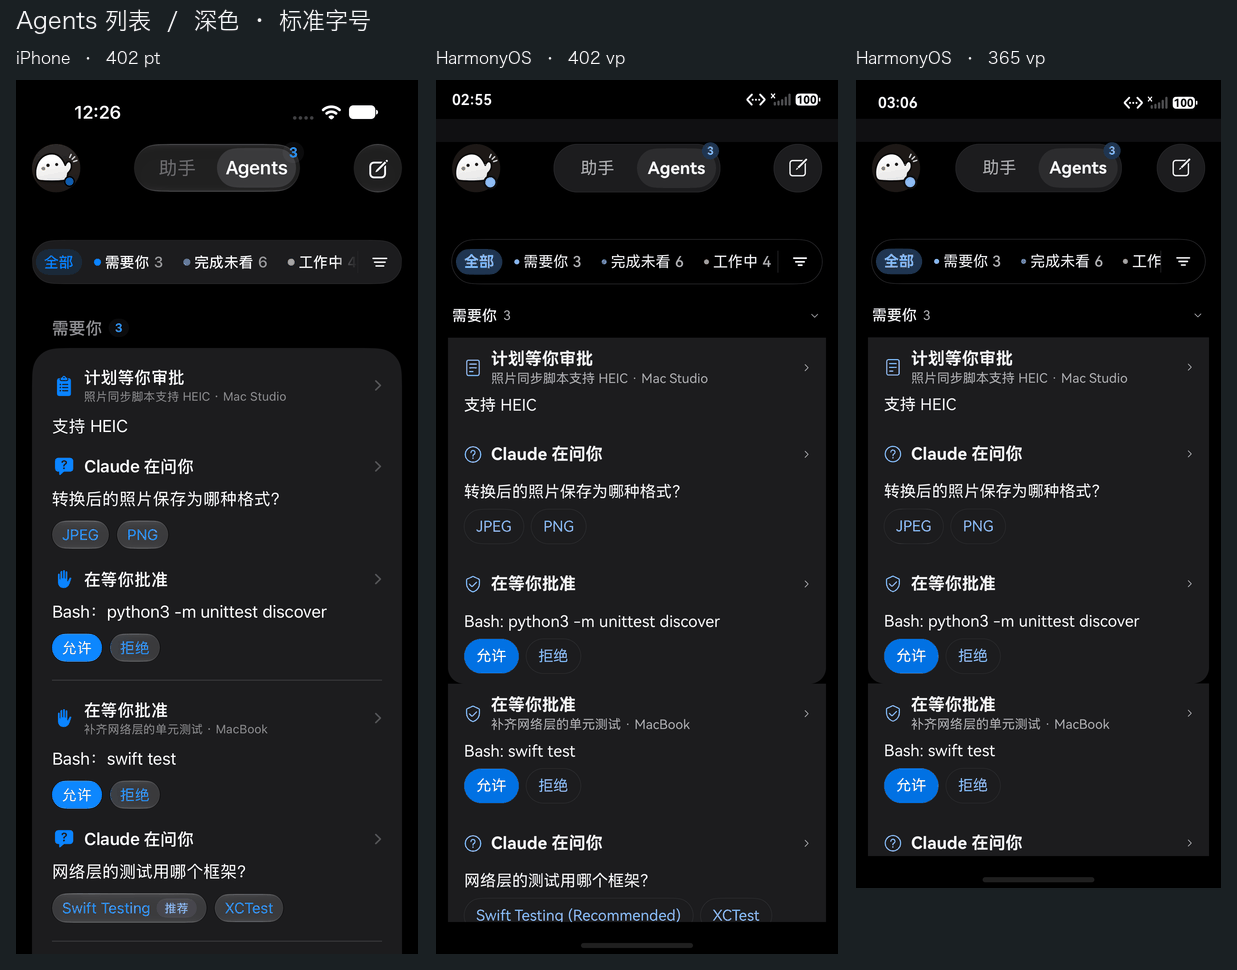 Agents 列表 / 深色 · 标准字号
iPhone · 402 pt
12:26
助手
Agents
3
全部
需要你 3
完成未看 6
工作中 4
需要你 3
计划等你审批
照片同步脚本支持 HEIC · Mac Studio
支持 HEIC
Claude 在问你
转换后的照片保存为哪种格式?
JPEG
PNG
在等你批准
Bash: python3 -m unittest discover
允许
拒绝
在等你批准
补齐网络层的单元测试 · MacBook
Bash: swift test
允许
拒绝
Claude 在问你
网络层的测试用哪个框架?
Swift Testing 推荐
XCTest
HarmonyOS · 402 vp
02:55
100
助手
Agents
3
全部
需要你 3
完成未看 6
工作中 4
需要你 3
计划等你审批
照片同步脚本支持 HEIC · Mac Studio
支持 HEIC
Claude 在问你
转换后的照片保存为哪种格式?
JPEG
PNG
在等你批准
Bash: python3 -m unittest discover
允许
拒绝
在等你批准
补齐网络层的单元测试 · MacBook
Bash: swift test
允许
拒绝
Claude 在问你
网络层的测试用哪个框架?
Swift Testing (Recommended)
XCTest
HarmonyOS · 365 vp
03:06
100
助手
Agents
3
全部
需要你 3
完成未看 6
工作
需要你 3
计划等你审批
照片同步脚本支持 HEIC · Mac Studio
支持 HEIC
Claude 在问你
转换后的照片保存为哪种格式?
JPEG
PNG
在等你批准
Bash: python3 -m unittest discover
允许
拒绝
在等你批准
补齐网络层的单元测试 · MacBook
Bash: swift test
允许
拒绝
Claude 在问你